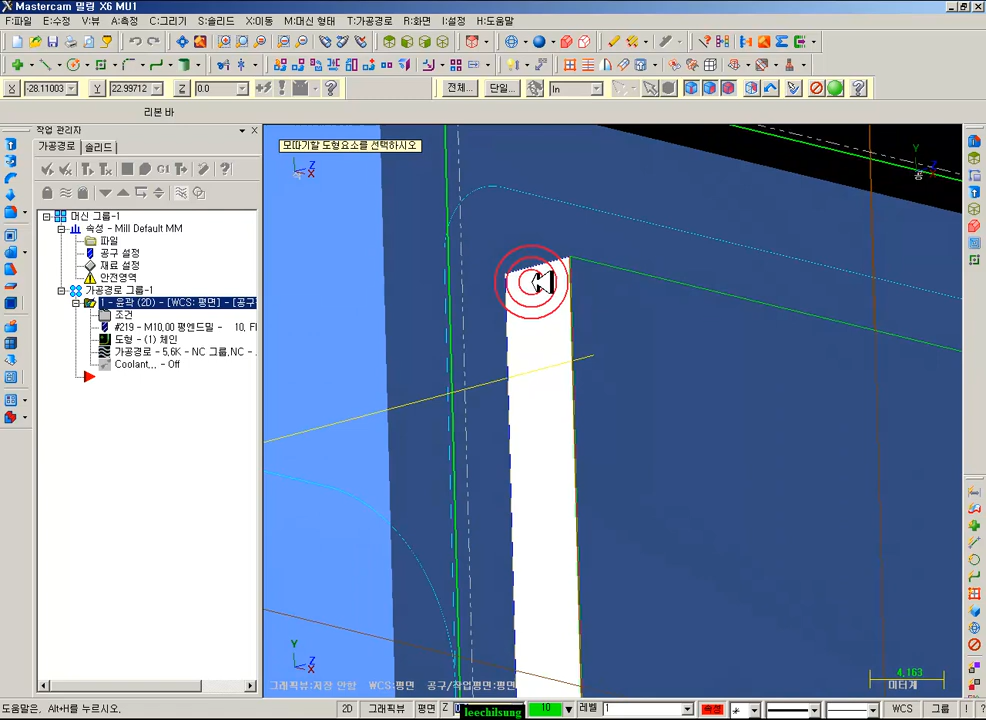 Mastercam 밀링 X6 MU1
F:파일 E:수정 V:뷰 A:측정 C:그리기 S:솔리드 X:이동 M:머신 형태 T:가공경로 R:화면 I:설정 H:도움말
X -28.11003 Y 22.99712 Z 0.0 전체... 단일... In
리본 바
작업 관리자
가공경로 솔리드
모따기할 도형요소를 선택하시오
머신 그룹-1
속성 - Mill Default MM
파일
공구 설정
재료 설정
안전영역
가공경로 그룹-1
1 - 윤곽 (2D) - [WCS: 평면] - [공구
조건
#219 - M10.00 평엔드밀 - 10, FL
도형 - (1) 체인
가공경로 - 5,6K - NC 그룹,NC -
Coolant... - Off
Y Z X
Y X 공
Y Z X
그래픽뷰:저장 안함 WCS:평면 공구/작업평면:평면
4.163
미터계
도움말은, Alt+H를 누르시오. 2D 그래픽뷰 평면 Z 10 레벨 1 속성 WCS 그룹 ! ?
leechilsung